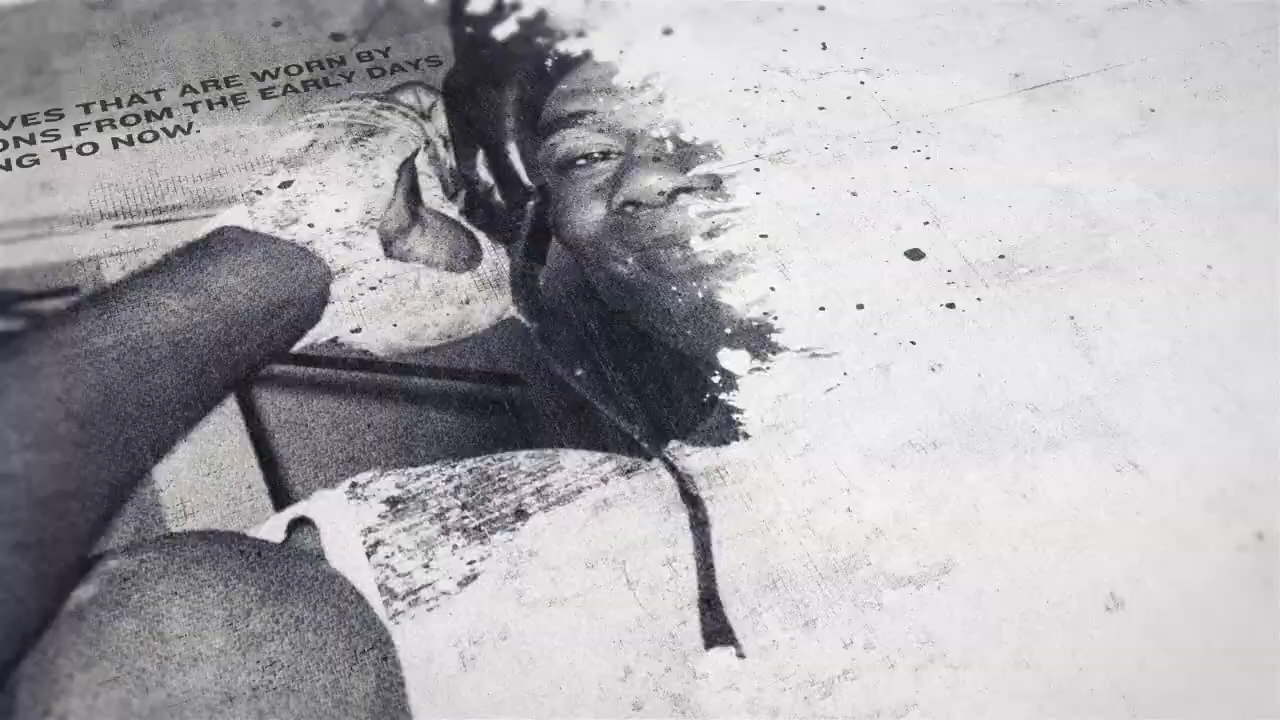 VES THAT ARE WORN BY
ONS FROM THE EARLY DAYS
NG TO NOW.